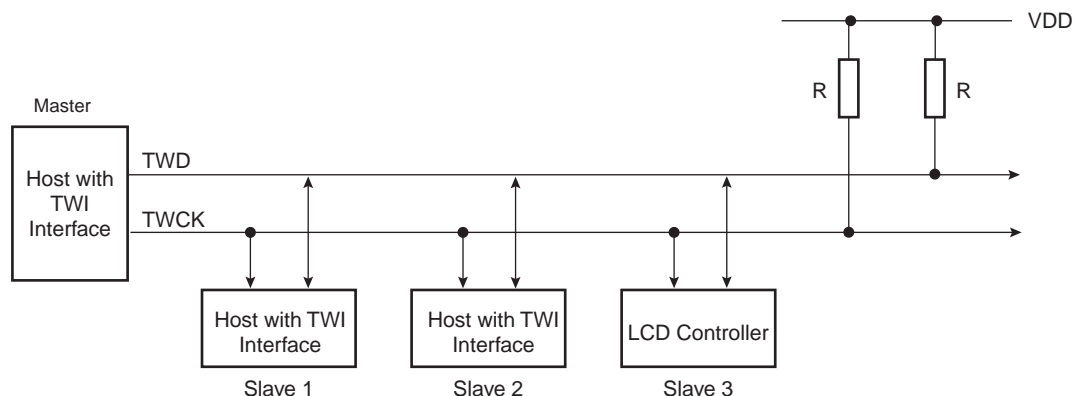 VDD
R
R
Master
Host with
TWI
Interface
TWD
TWCK
Host with TWI
Interface
Slave 1
Host with TWI
Interface
Slave 2
LCD Controller
Slave 3